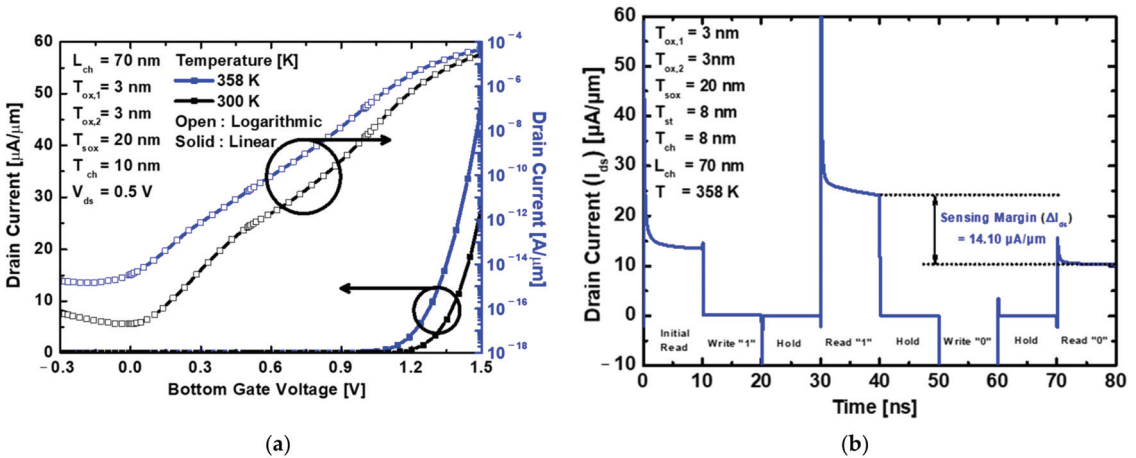 (a)
60
50
40
30
20
10
0
Drain Current [µA/µm]
L_ch = 70 nm
T_ox,1 = 3 nm
T_ox,2 = 3 nm
T_sox = 20 nm
T_ch = 10 nm
V_ds = 0.5 V
Temperature [K]
358 K
300 K
Open : Logarithmic
Solid : Linear
10^-4
10^-6
10^-8
10^-10
10^-12
10^-14
10^-16
10^-18
Drain Current [A/µm]
−0.3 0.0 0.3 0.6 0.9 1.2 1.5
Bottom Gate Voltage [V]
(b)
60
50
40
30
20
10
0
−10
Drain Current (I_ds) [µA/µm]
T_ox,1 = 3 nm
T_ox,2 = 3nm
T_sox = 20 nm
T_st = 8 nm
T_ch = 8 nm
L_ch = 70 nm
T = 358 K
Sensing Margin (ΔI_ds)
= 14.10 µA/µm
Initial
Read
Write "1"
Hold
Read "1"
Hold
Write "0"
Hold
Read "0"
0 10 20 30 40 50 60 70 80
Time [ns]